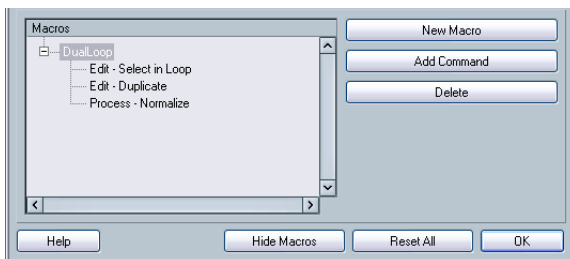 Macros
New Macro
DualLoop
Add Command
Edit - Select in Loop
Edit - Duplicate
Delete
Process - Normalize
Help
Hide Macros
Reset All
OK